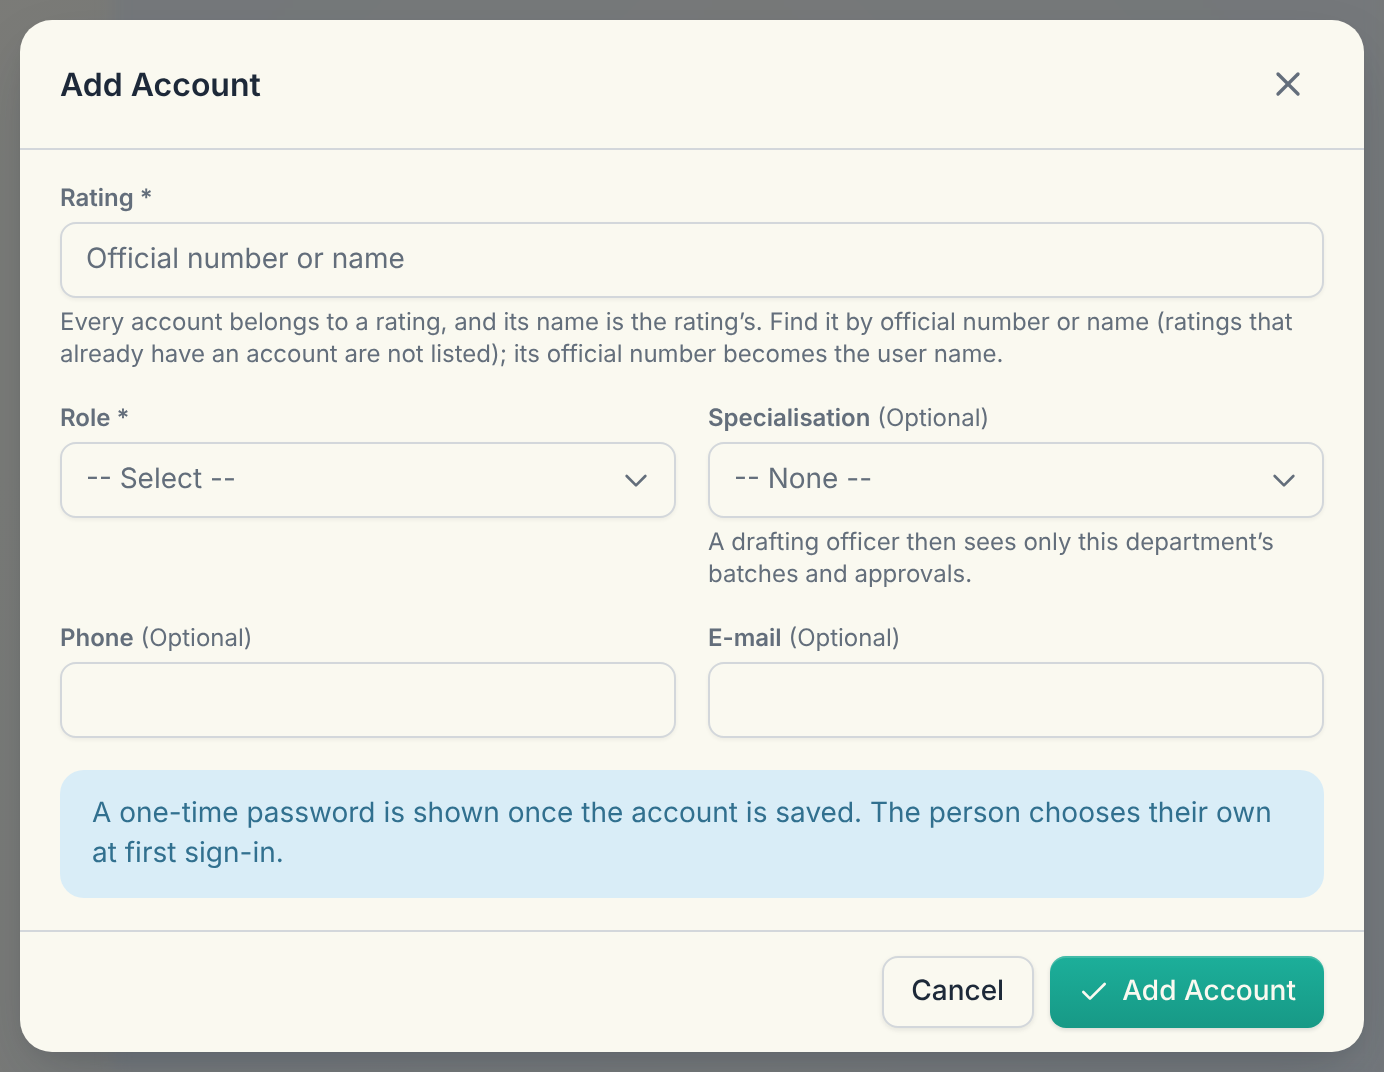 Add Account
Rating *
Official number or name
Every account belongs to a rating, and its name is the rating’s. Find it by official number or name (ratings that
already have an account are not listed); its official number becomes the user name.
Role *
-- Select --
Specialisation (Optional)
-- None --
A drafting officer then sees only this department’s
batches and approvals.
Phone (Optional)
E-mail (Optional)
A one-time password is shown once the account is saved. The person chooses their own
at first sign-in.
Cancel
Add Account